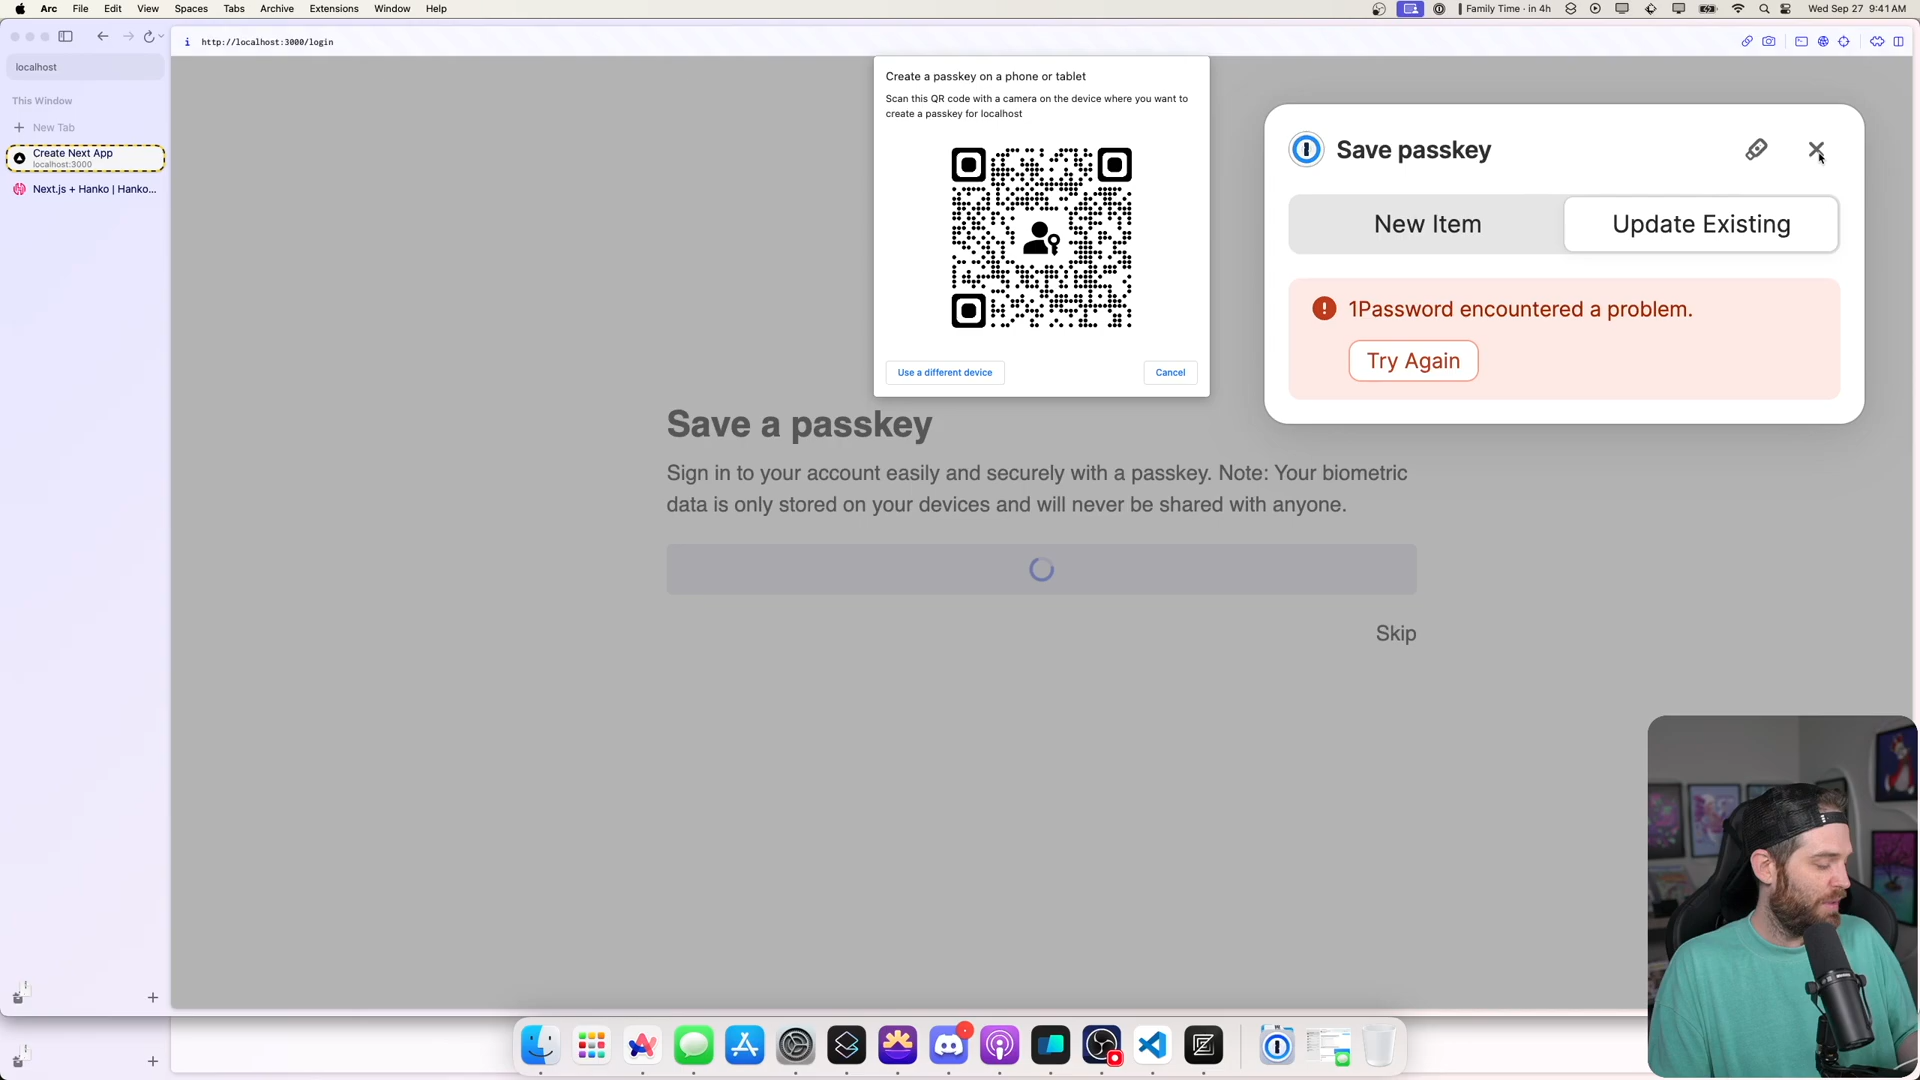 Arc File Edit View Spaces Tabs Archive Extensions Window Help
Family Time · in 4h
Wed Sep 27 9:41 AM
http://localhost:3000/login
localhost
This Window
New Tab
Create Next App
localhost:3000
Next.js + Hanko | Hanko...
Create a passkey on a phone or tablet
Scan this QR code with a camera on the device where you want to
create a passkey for localhost
Use a different device
Cancel
Save passkey
New Item
Update Existing
1Password encountered a problem.
Try Again
Save a passkey
Sign in to your account easily and securely with a passkey. Note: Your biometric
data is only stored on your devices and will never be shared with anyone.
Skip